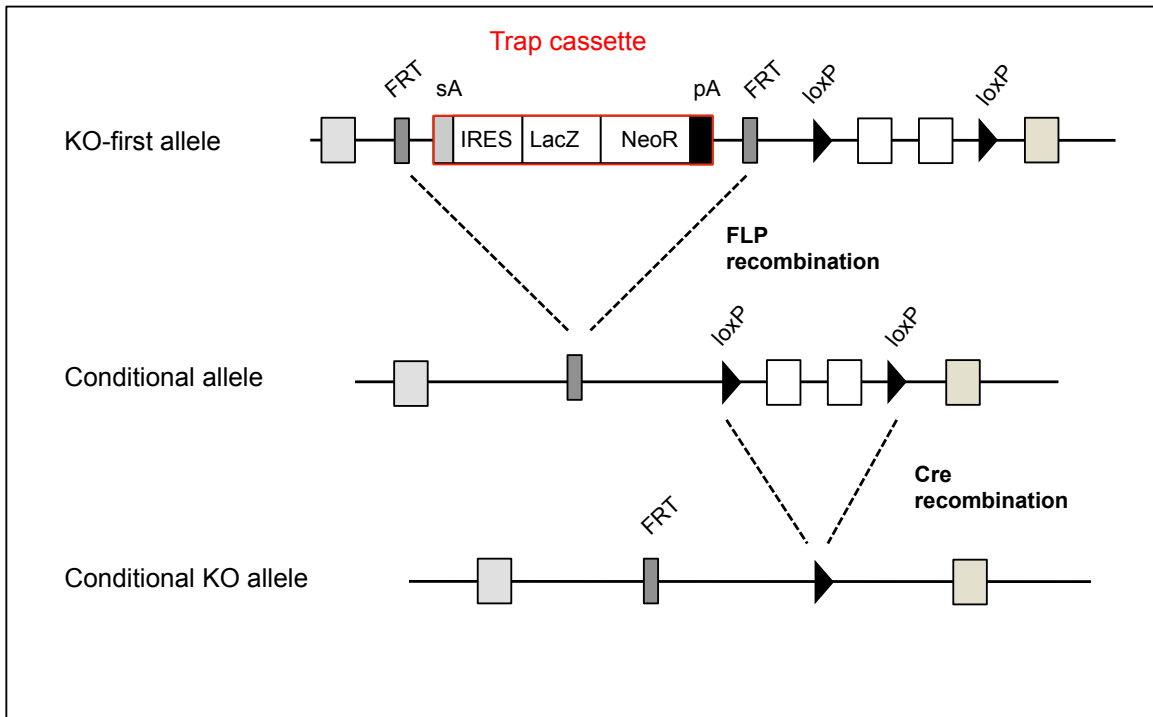 Trap cassette
FRT
sA
pA
FRT
loxP
loxP
KO-first allele
IRES
LacZ
NeoR
FLP
recombination
loxP
loxP
Conditional allele
Cre
recombination
FRT
Conditional KO allele